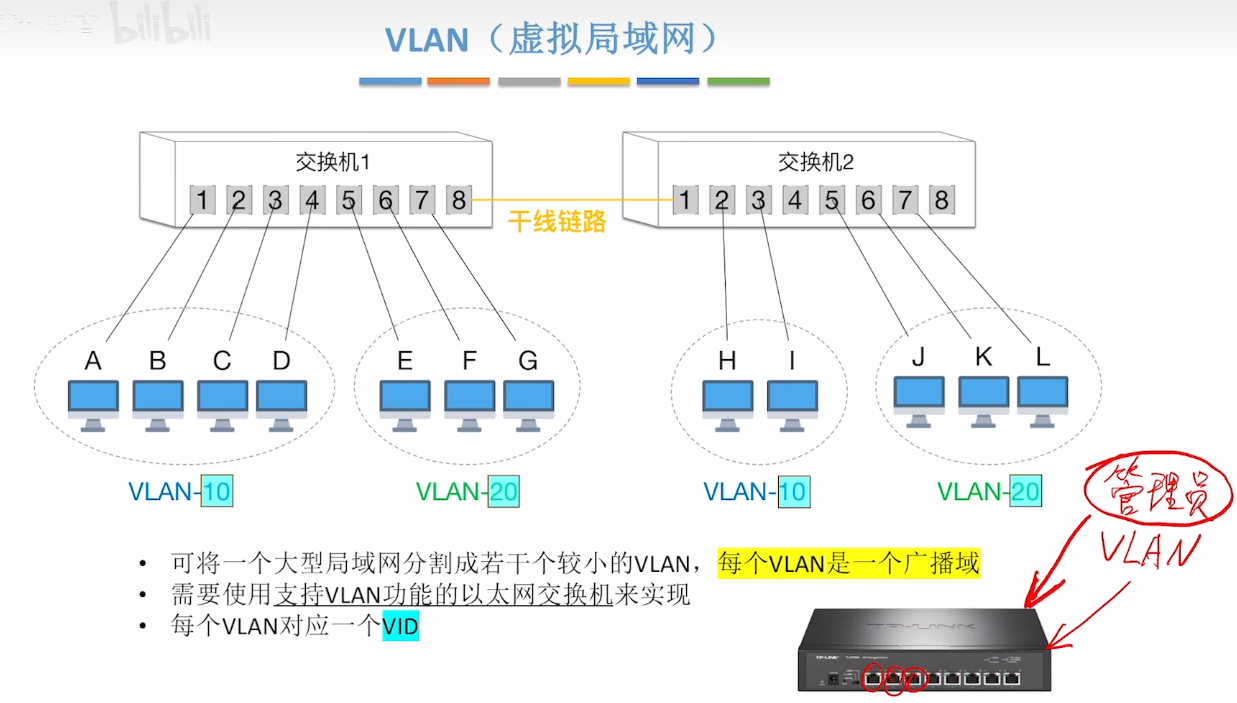 bilibili
VLAN（虚拟局域网）
交换机1
1 2 3 4 5 6 7 8
交换机2
1 2 3 4 5 6 7 8
干线链路
A B C D
E F G
H I
J K L
VLAN-10
VLAN-20
VLAN-10
VLAN-20
管理员
VLAN
• 可将一个大型局域网分割成若干个较小的VLAN，每个VLAN是一个广播域
• 需要使用支持VLAN功能的以太网交换机来实现
• 每个VLAN对应一个VID
TP-LINK
TP-LINK